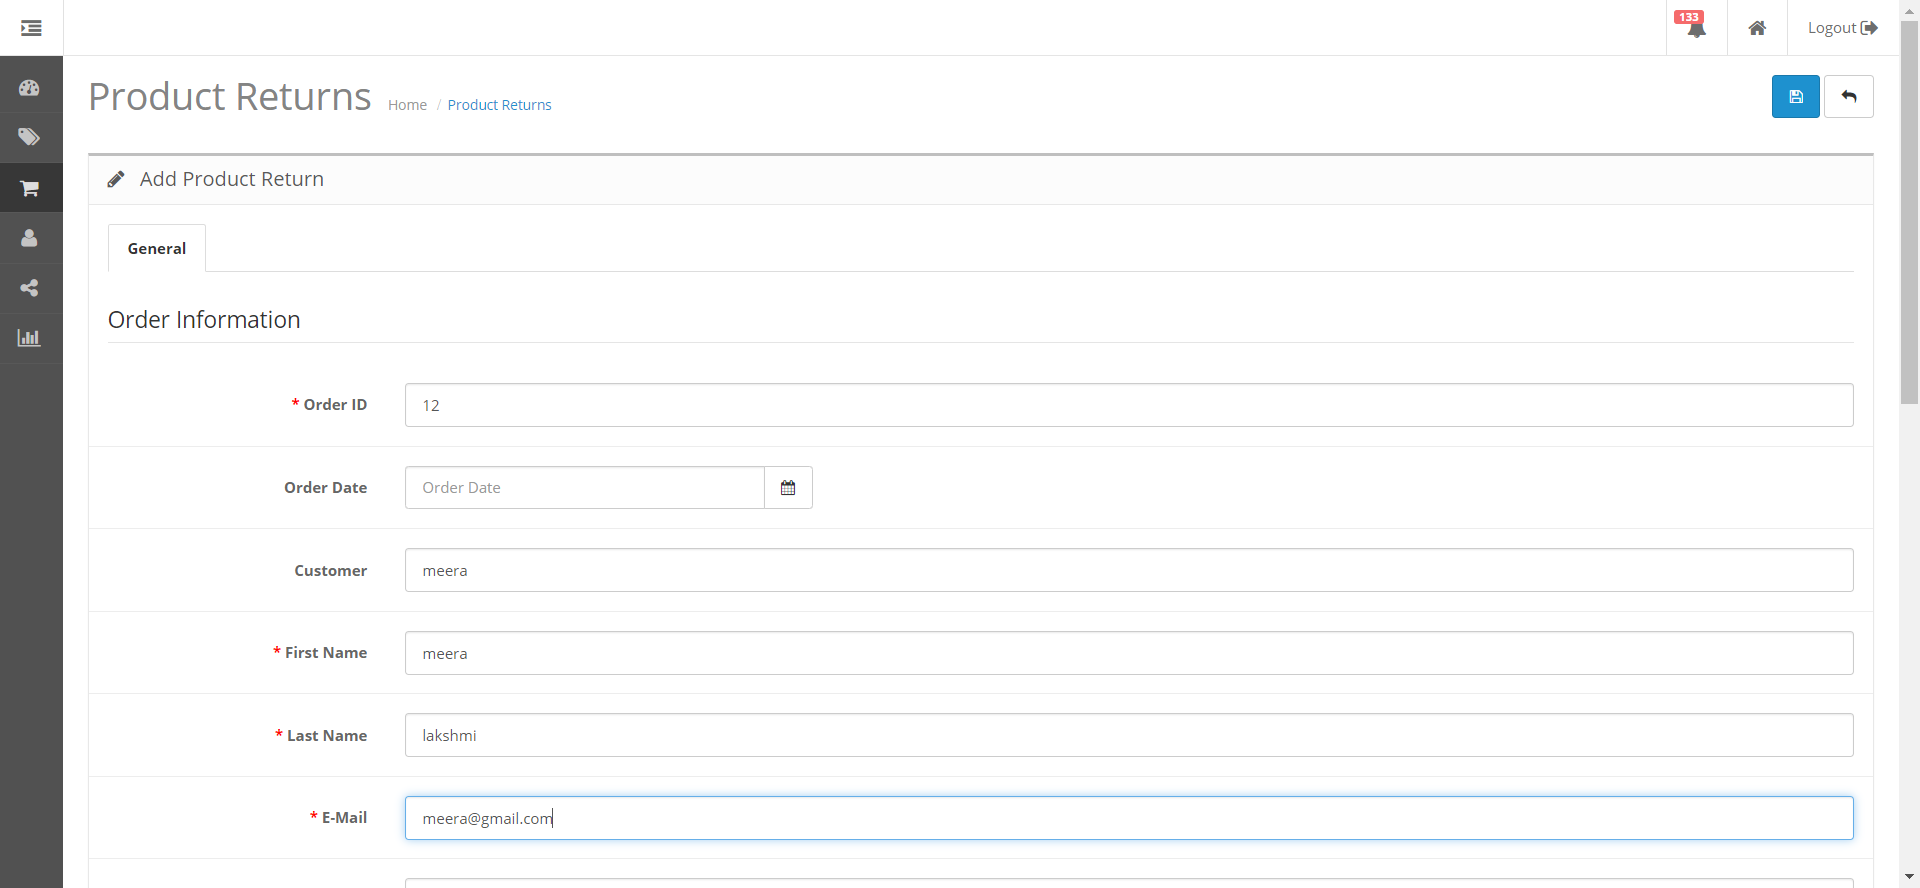 133
Logout
Product Returns
Home / Product Returns
Add Product Return
General
Order Information
* Order ID
12
Order Date
Order Date
Customer
meera
* First Name
meera
* Last Name
lakshmi
* E-Mail
meera@gmail.com